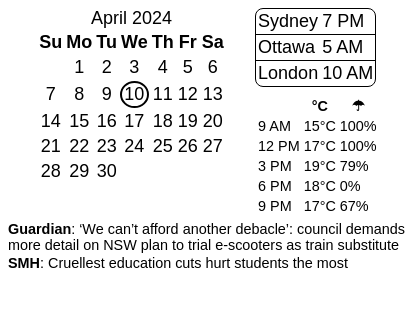 April 2024
Su Mo Tu We Th Fr Sa
1 2 3 4 5 6
7 8 9 10 11 12 13
14 15 16 17 18 19 20
21 22 23 24 25 26 27
28 29 30
Sydney 7 PM
Ottawa 5 AM
London 10 AM
°C ☂
9 AM 15°C 100%
12 PM 17°C 100%
3 PM 19°C 79%
6 PM 18°C 0%
9 PM 17°C 67%
Guardian: ‘We can’t afford another debacle’: council demands
more detail on NSW plan to trial e-scooters as train substitute
SMH: Cruellest education cuts hurt students the most